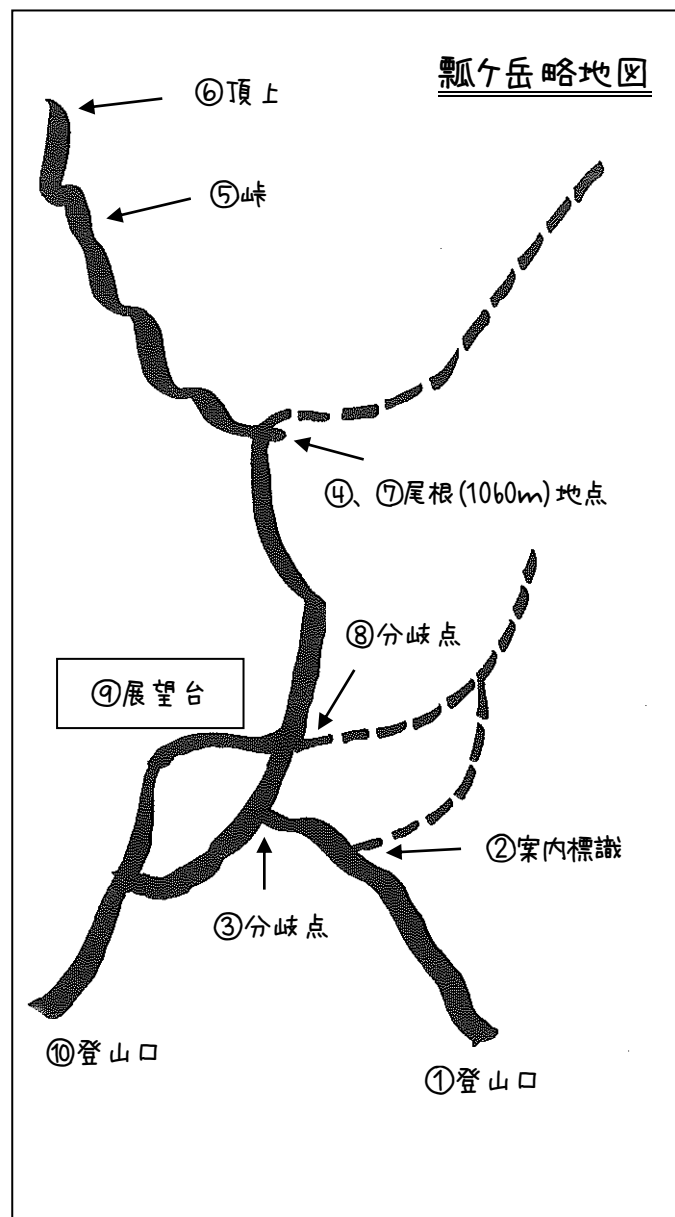 瓢ケ岳略地図
⑥頂上
⑤峠
④、⑦尾根(1060m)地点
⑧分岐点
⑨展望台
②案内標識
③分岐点
⑩登山口
①登山口